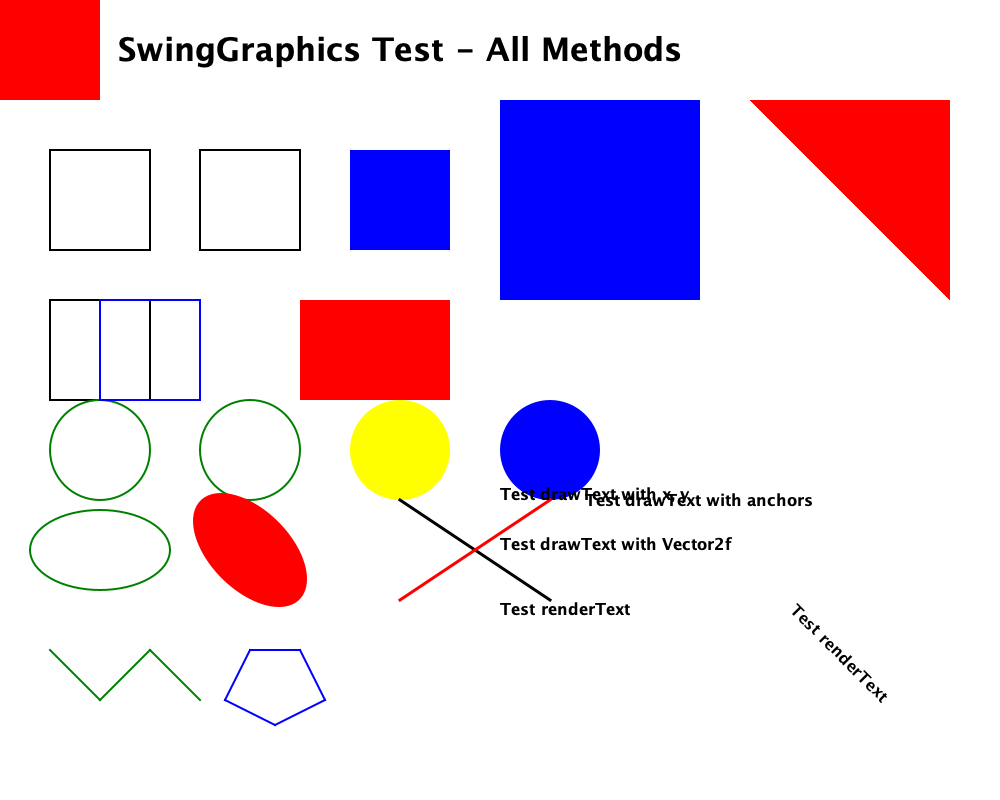 SwingGraphics Test - All Methods
Test drawText with x, y
Test drawText with anchors
Test drawText with Vector2f
Test renderText
Test renderText